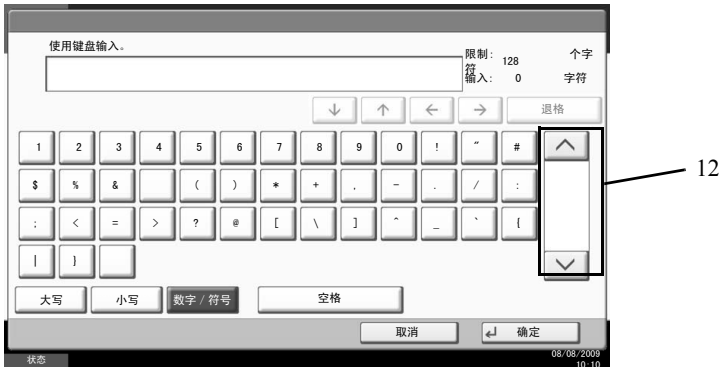 使用键盘输入。
限制: 128 个字
符
输入: 0 字符
↓ ↑ ← → 退格
1 2 3 4 5 6 7 8 9 0 ! " #
$ % & ( ) * + , - . / :
; < = > ? @ [ \ ] ^ _ ` {
| }
12
大写 小写 数字 / 符号 空格
取消 确定
状态 08/08/2009
10:10